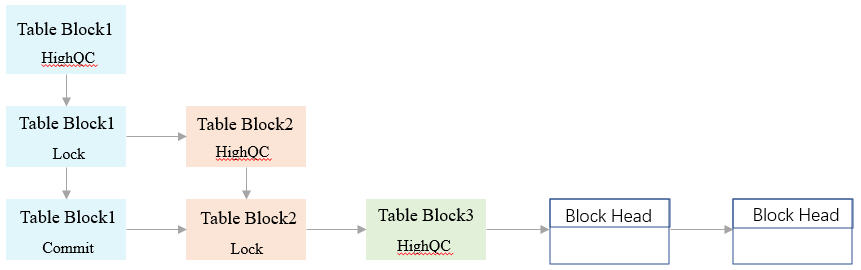 Table Block1
HighQC
Table Block1
Lock
Table Block2
HighQC
Table Block1
Commit
Table Block2
Lock
Table Block3
HighQC
Block Head
Block Head